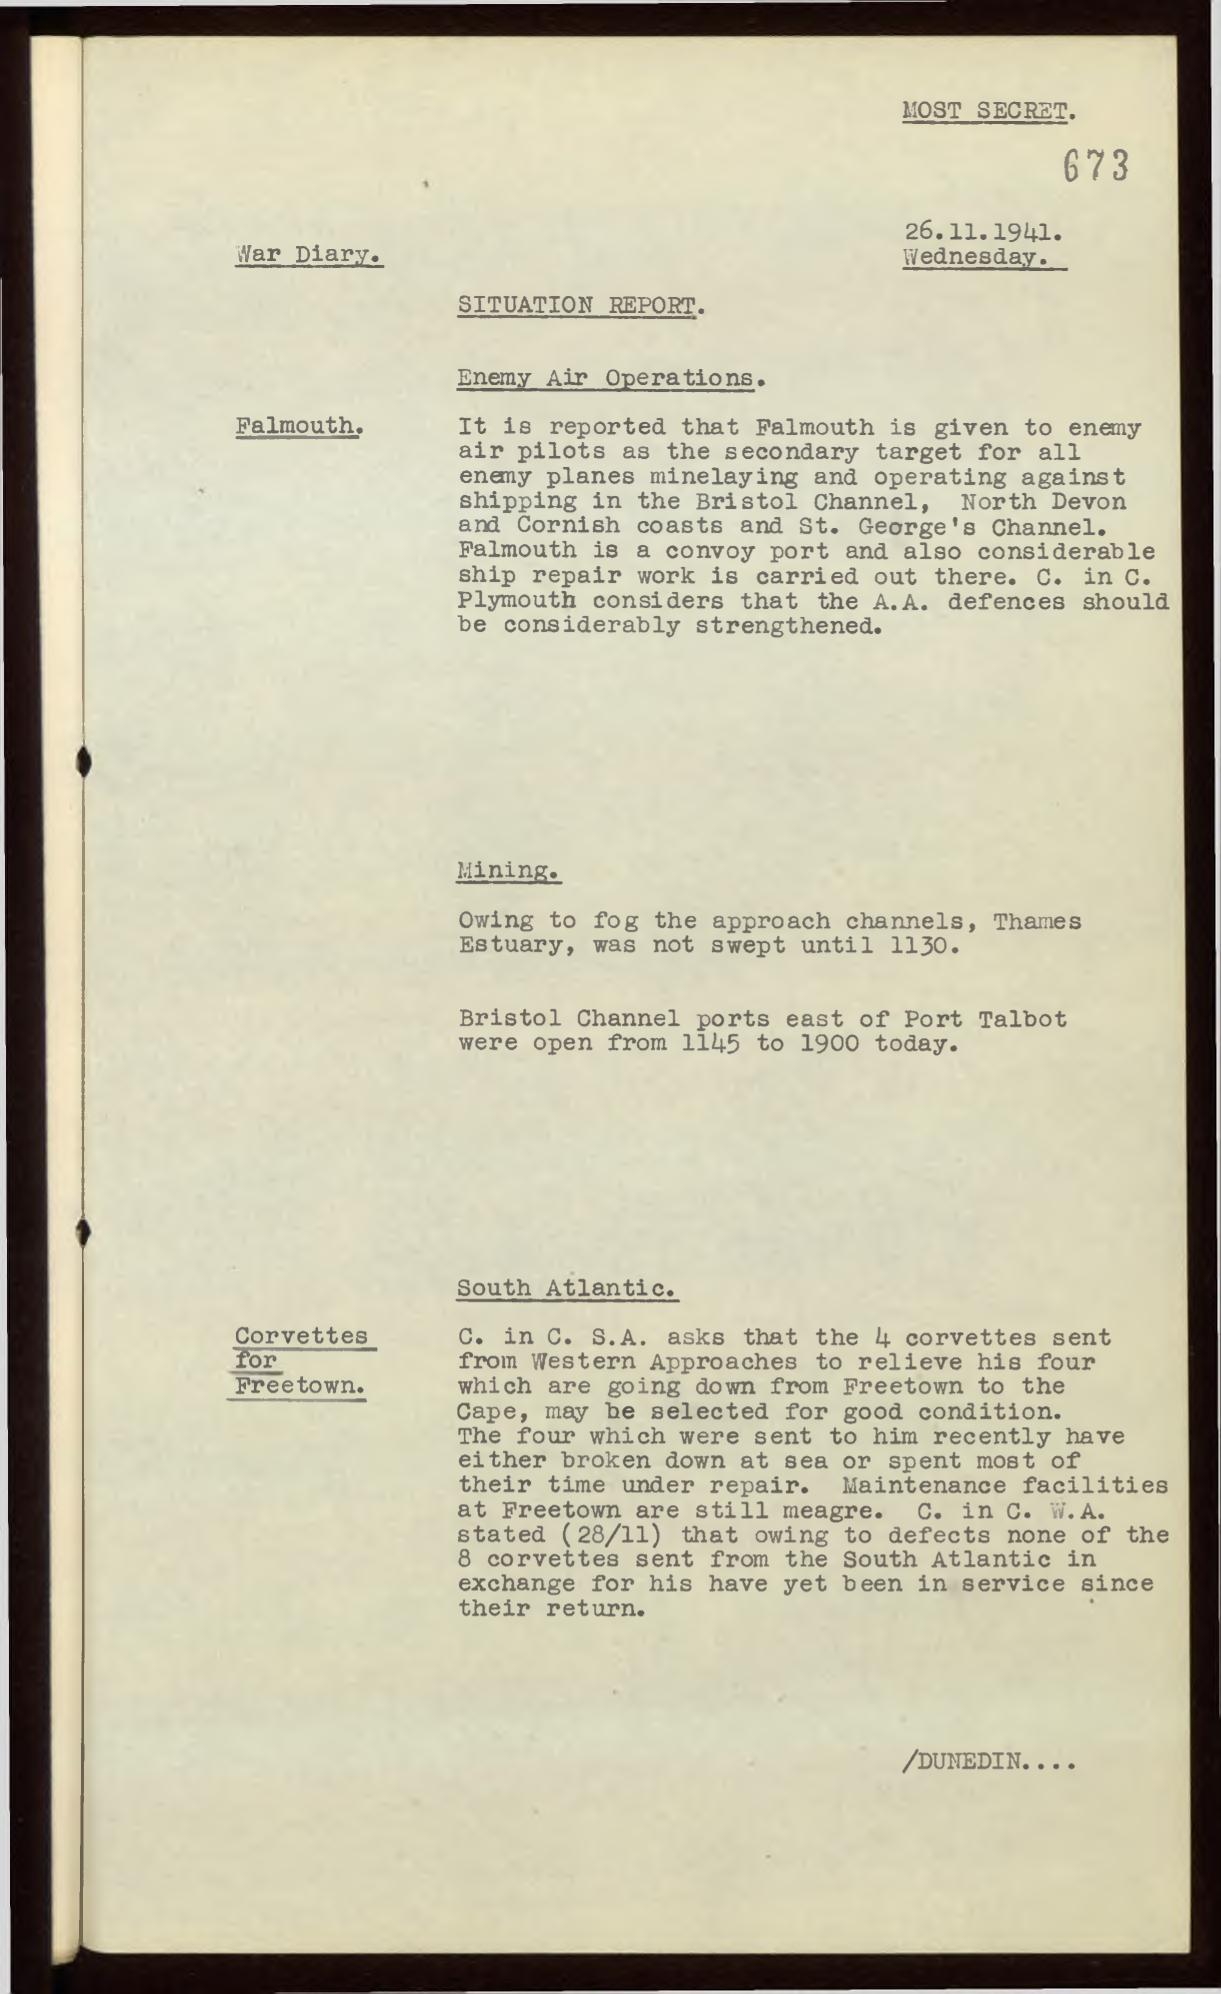 MOST SECRET.
673
26.11.1941.
War Diary.
Wednesday.
SITUATION REPORT.
Enemy Air Operations.
Falmouth.
It is reported that Falmouth is given to enemy
air pilots as the secondary target for all
enemy planes minelaying and operating against
shipping in the Bristol Channel, North Devon
and Cornish coasts and St. George's Channel.
Falmouth is a convoy port and also considerable
ship repair work is carried out there. C. in C.
Plymouth considers that the A.A. defences should
be considerably strengthened.
Mining.
Owing to fog the approach channels, Thames
Estuary, was not swept until 1130.
Bristol Channel ports east of Port Talbot
were open from 1145 to 1900 today.
South Atlantic.
Corvettes
for
Freetown.
C. in C. S.A. asks that the 4 corvettes sent
from Western Approaches to relieve his four
which are going down from Freetown to the
Cape, may be selected for good condition.
The four which were sent to him recently have
either broken down at sea or spent most of
their time under repair. Maintenance facilities
at Freetown are still meagre. C. in C. W.A.
stated (28/11) that owing to defects none of the
8 corvettes sent from the South Atlantic in
exchange for his have yet been in service since
their return.
/DUNEDIN....